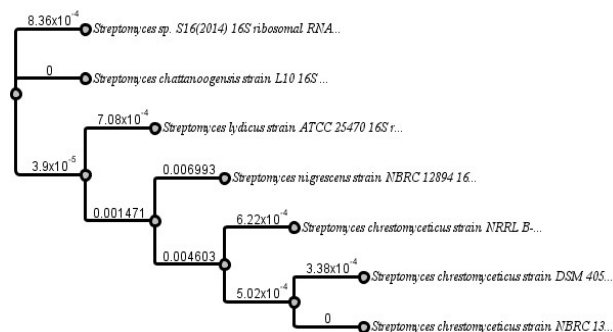 8.36x10-4
Streptomyces sp. S16(2014) 16S ribosomal RNA...
0
Streptomyces chattanoogensis strain L10 16S ...
7.08x10-4
Streptomyces lydicus strain ATCC 25470 16S r...
3.9x10-5
0.006993
Streptomyces nigrescens strain NBRC 12894 16...
0.001471
6.22x10-4
Streptomyces chrestomyceticus strain NRRL B-...
0.004603
3.38x10-4
Streptomyces chrestomyceticus strain DSM 405...
5.02x10-4
0
Streptomyces chrestomyceticus strain NBRC 13...